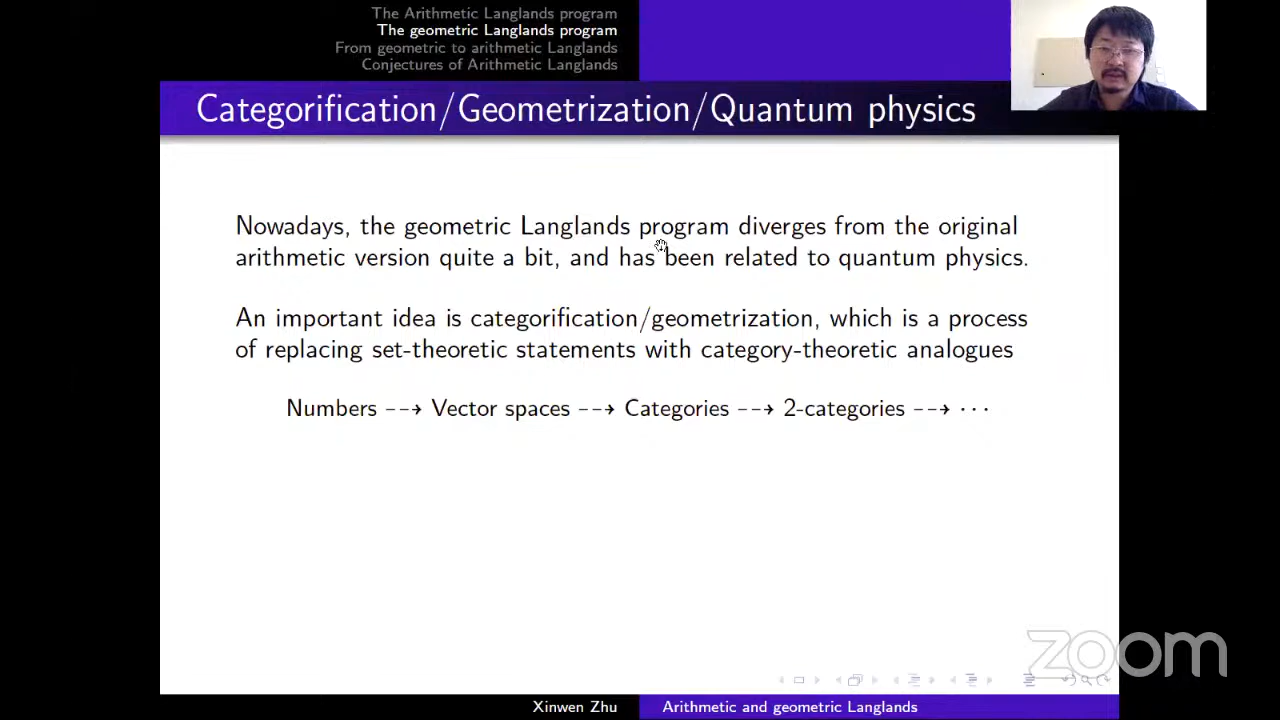 The Arithmetic Langlands program
The geometric Langlands program
From geometric to arithmetic Langlands
Conjectures of Arithmetic Langlands
Categorification/Geometrization/Quantum physics
Nowadays, the geometric Langlands program diverges from the original
arithmetic version quite a bit, and has been related to quantum physics.
An important idea is categorification/geometrization, which is a process
of replacing set-theoretic statements with category-theoretic analogues
Numbers --→ Vector spaces --→ Categories --→ 2-categories --→ ···
zoom
Xinwen Zhu
Arithmetic and geometric Langlands